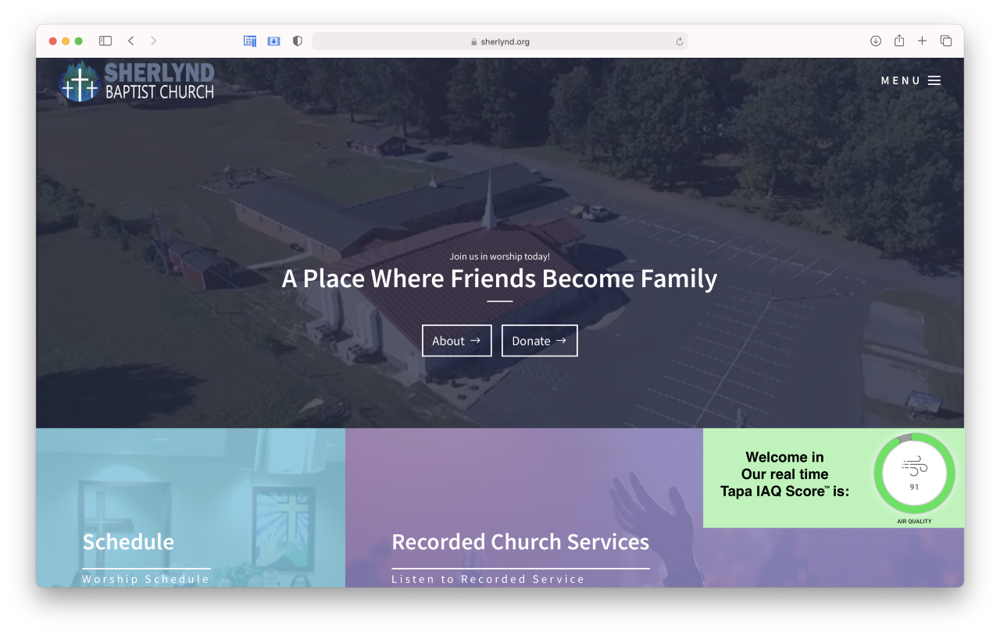 sherlynd.org
SHERLYND
BAPTIST CHURCH
MENU
Join us in worship today!
A Place Where Friends Become Family
About →
Donate →
Welcome in
Our real time
Tapa IAQ Score™ is:
91
AIR QUALITY
Schedule
Worship Schedule
Recorded Church Services
Listen to Recorded Service